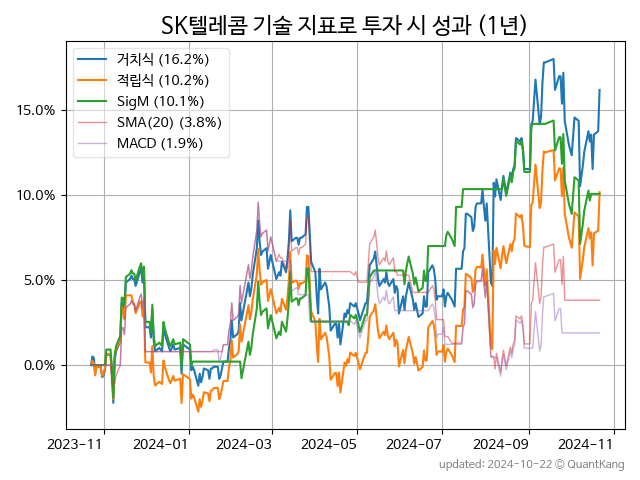 SK텔레콤 기술 지표로 투자 시 성과 (1년)
거치식 (16.2%)
적립식 (10.2%)
SigM (10.1%)
SMA(20) (3.8%)
MACD (1.9%)
15.0%
10.0%
5.0%
0.0%
2023-11 2024-01 2024-03 2024-05 2024-07 2024-09 2024-11
updated: 2024-10-22 © QuantKang